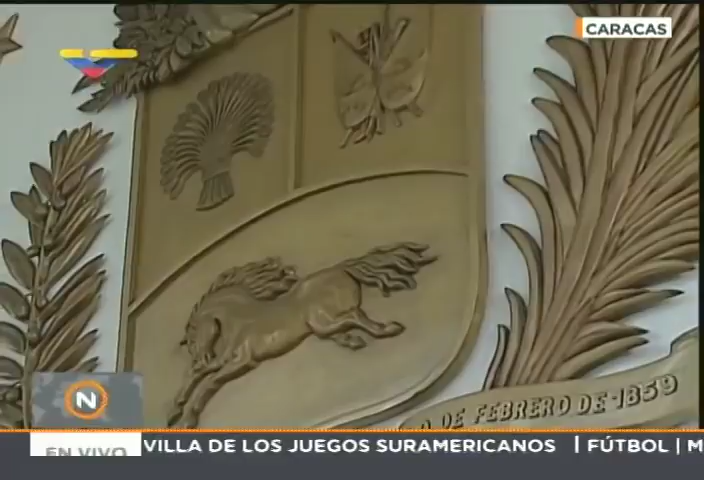 CARACAS
O DE FEBRERO DE 1859
N
EN VIVO
VILLA DE LOS JUEGOS SURAMERICANOS | FÚTBOL | M